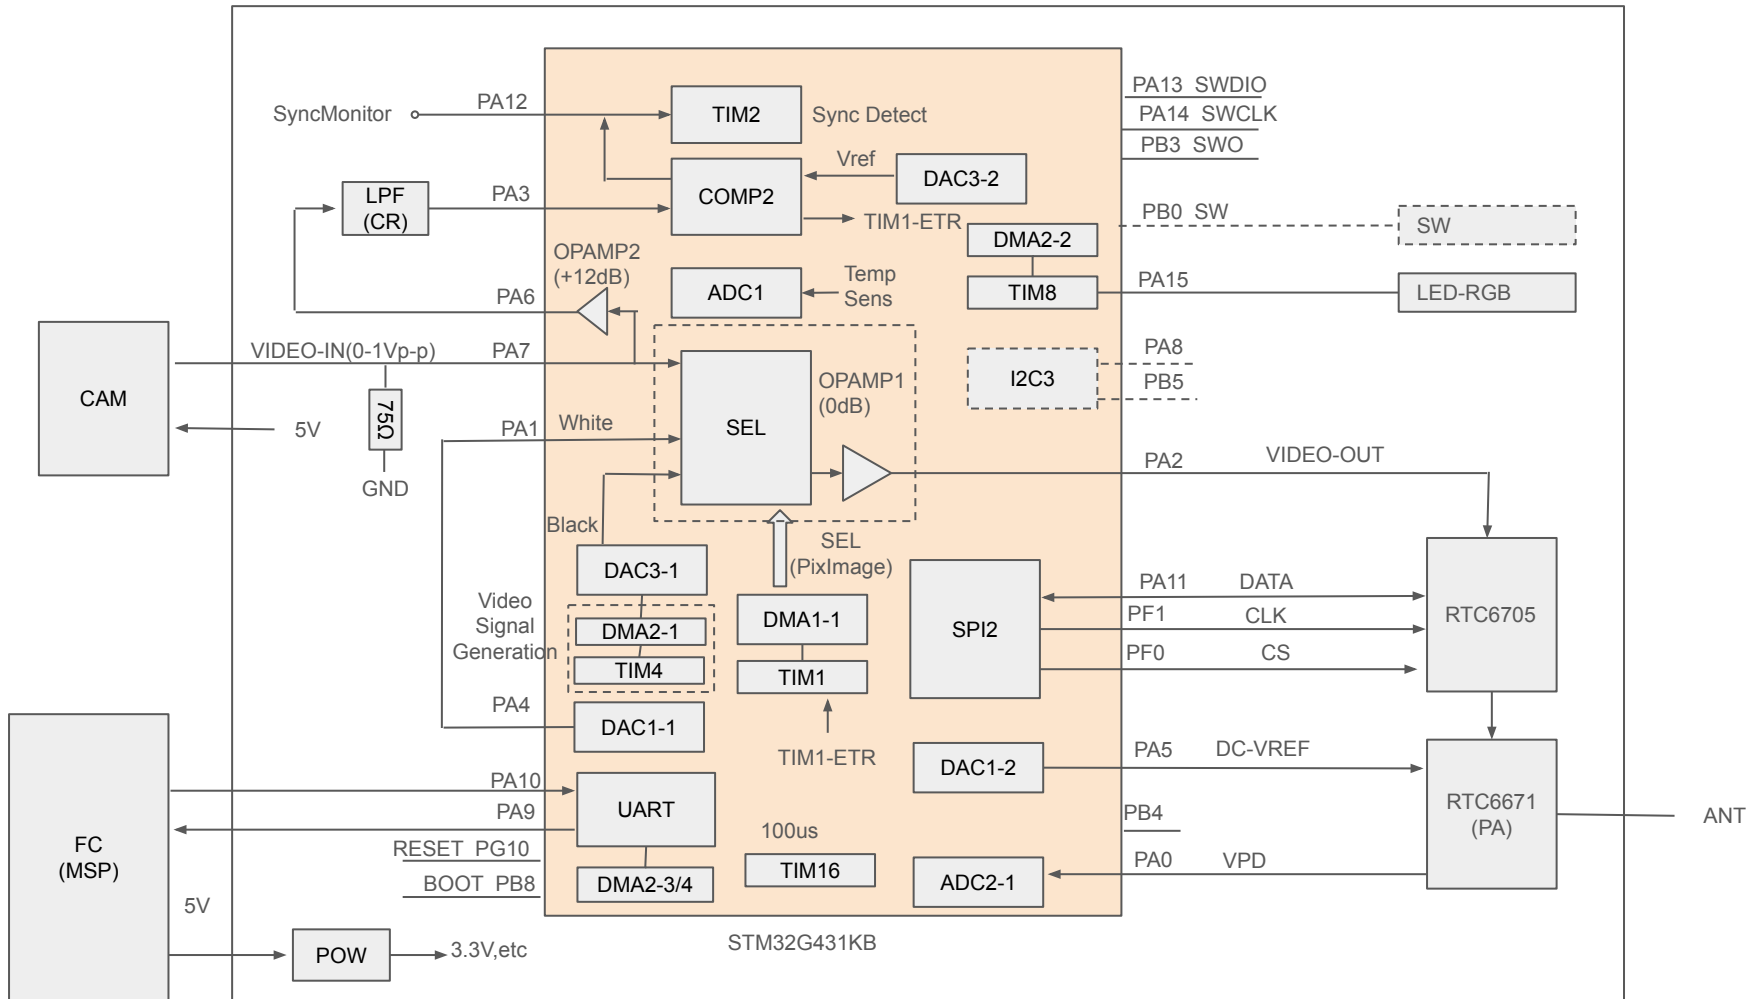 PA13 SWDIO
SyncMonitor
PA12
TIM2
Sync Detect
PA14 SWCLK
PB3 SWO
Vref
DAC3-2
LPF
(CR)
PA3
COMP2
TIM1-ETR
PB0 SW
SW
DMA2-2
OPAMP2
(+12dB)
PA6
ADC1
Temp
Sens
TIM8
PA15
LED-RGB
VIDEO-IN(0-1Vp-p)
PA7
CAM
75Ω
5V
GND
PA1
White
SEL
OPAMP1
(0dB)
I2C3
PA8
PB5
PA2
VIDEO-OUT
Black
DAC3-1
SEL
(PixImage)
Video
Signal
Generation
DMA2-1
TIM4
DMA1-1
TIM1
TIM1-ETR
SPI2
PA11
DATA
PF1
CLK
PF0
CS
RTC6705
PA4
DAC1-1
DAC1-2
PA5
DC-VREF
RTC6671
(PA)
ANT
PB4
PA10
PA9
UART
FC
(MSP)
RESET PG10
BOOT PB8
DMA2-3/4
100us
TIM16
ADC2-1
PA0
VPD
5V
POW
3.3V,etc
STM32G431KB